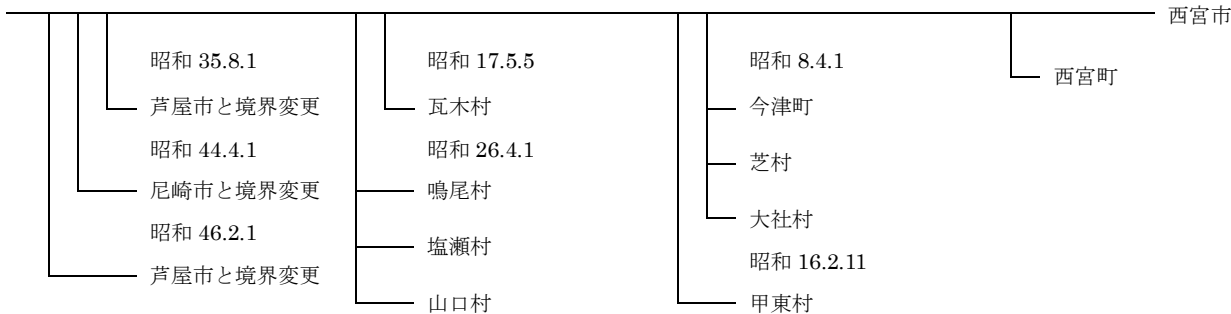 西宮市
西宮町
昭和 8.4.1
今津町
芝村
大社村
昭和 16.2.11
甲東村
昭和 17.5.5
瓦木村
昭和 26.4.1
鳴尾村
塩瀬村
山口村
昭和 35.8.1
芦屋市と境界変更
昭和 44.4.1
尼崎市と境界変更
昭和 46.2.1
芦屋市と境界変更